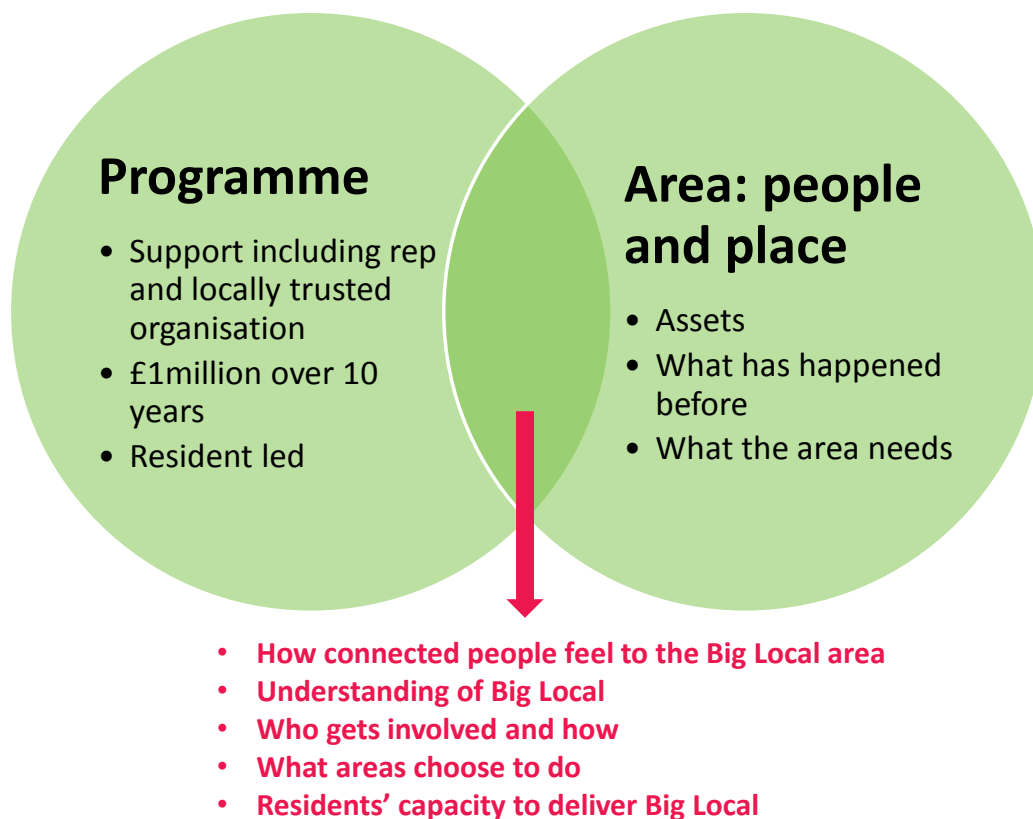 Programme
• Support including rep
and locally trusted
organisation
• £1million over 10
years
• Resident led
Area: people
and place
• Assets
• What has happened
before
• What the area needs
• How connected people feel to the Big Local area
• Understanding of Big Local
• Who gets involved and how
• What areas choose to do
• Residents’ capacity to deliver Big Local